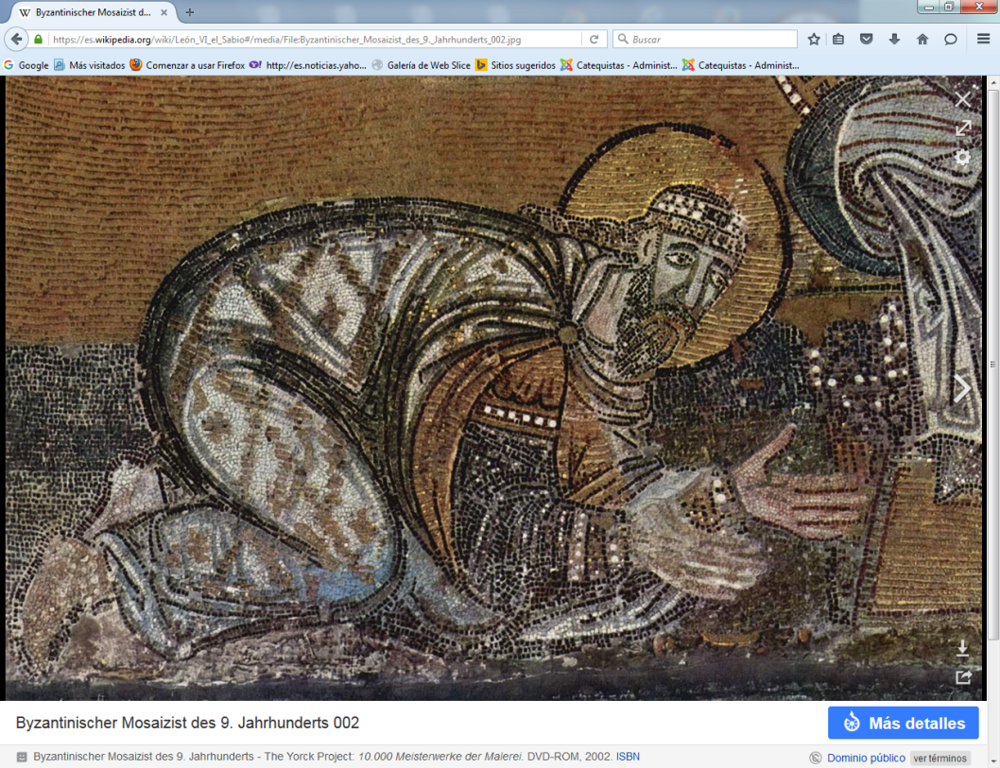 W Byzantinischer Mosaizist d... × +
https://es.wikipedia.org/wiki/León_VI_el_Sabio#/media/File:Byzantinischer_Mosaizist_des_9._Jahrhunderts_002.jpg
Buscar
Google Más visitados Comenzar a usar Firefox http://es.noticias.yaho... Galería de Web Slice Sitios sugeridos Catequistas - Administ... Catequistas - Administ...
Byzantinischer Mosaizist des 9. Jahrhunderts 002
Más detalles
Byzantinischer Mosaizist des 9. Jahrhunderts - The Yorck Project: 10.000 Meisterwerke der Malerei. DVD-ROM, 2002. ISBN
Dominio público ver términos